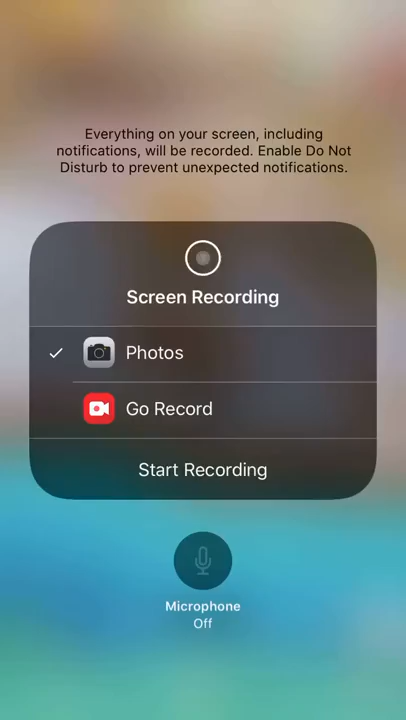 Everything on your screen, including
notifications, will be recorded. Enable Do Not
Disturb to prevent unexpected notifications.
Screen Recording
Photos
Go Record
Start Recording
Microphone
Off